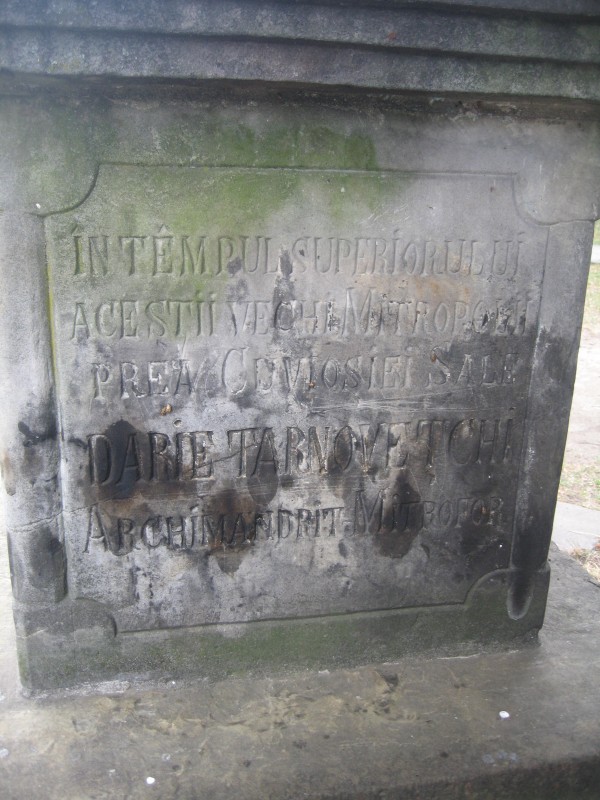 ÎN TÊMPUL SUPERIORULUI
ACESTII VECHI MITROPOLII
PREA CUVIOSIEI SALE
DARIE TARNOVETCHI
ARCHIMANDRIT MITROFOR